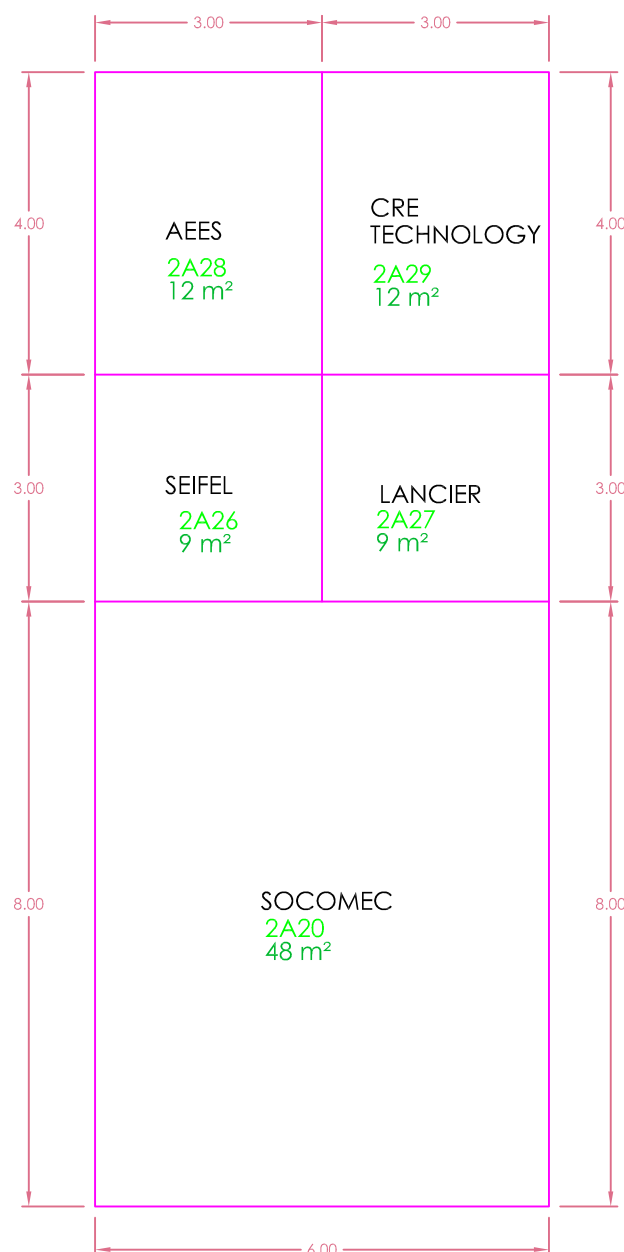 3.00 3.00
4.00 4.00
AEES
2A28
12 m²
CRE
TECHNOLOGY
2A29
12 m²
3.00 3.00
SEIFEL
2A26
9 m²
LANCIER
2A27
9 m²
8.00 8.00
SOCOMEC
2A20
48 m²
6.00